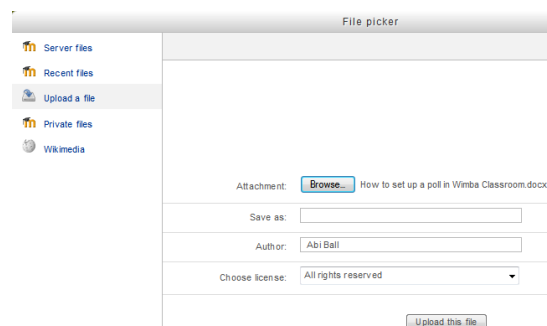 File picker
Server files
Recent files
Upload a file
Private files
Wikimedia
Attachment: Browse... How to set up a poll in Wimba Classroom.docx
Save as:
Author: Abi Ball
Choose license: All rights reserved
Upload this file